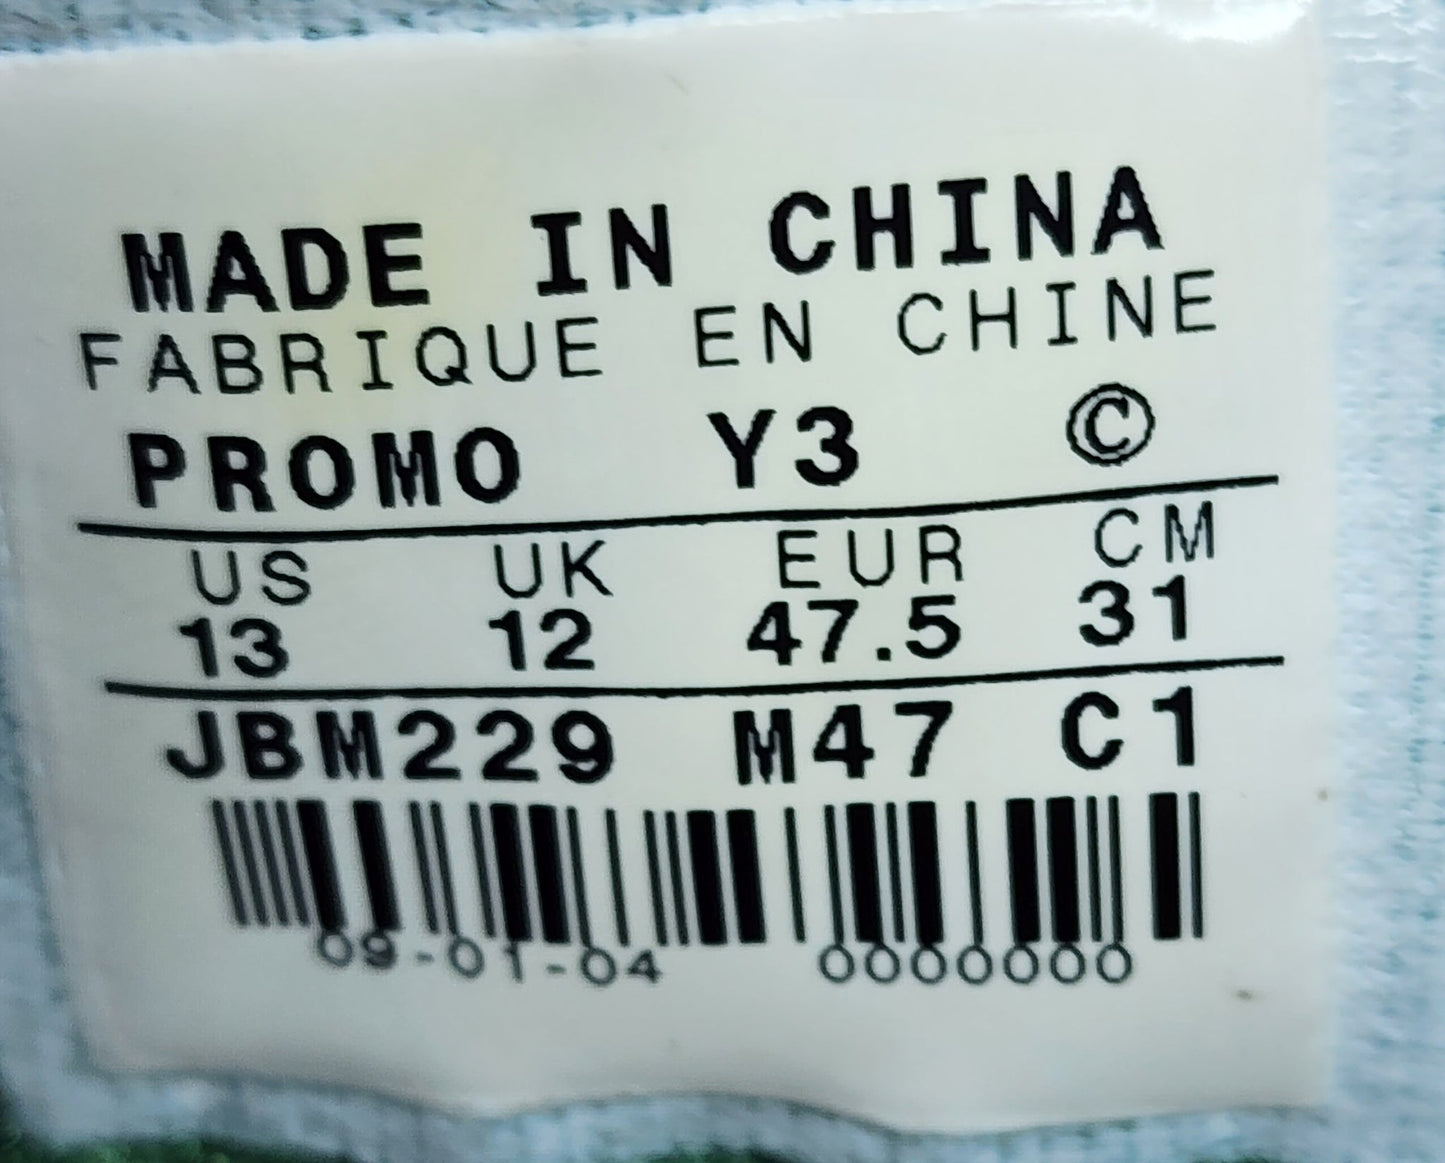 MADE IN CHINA
FABRIQUE EN CHINE
PROMO Y3 ©
US UK EUR CM
13 12 47.5 31
JBM229 M47 C1
09-01-04 0000000